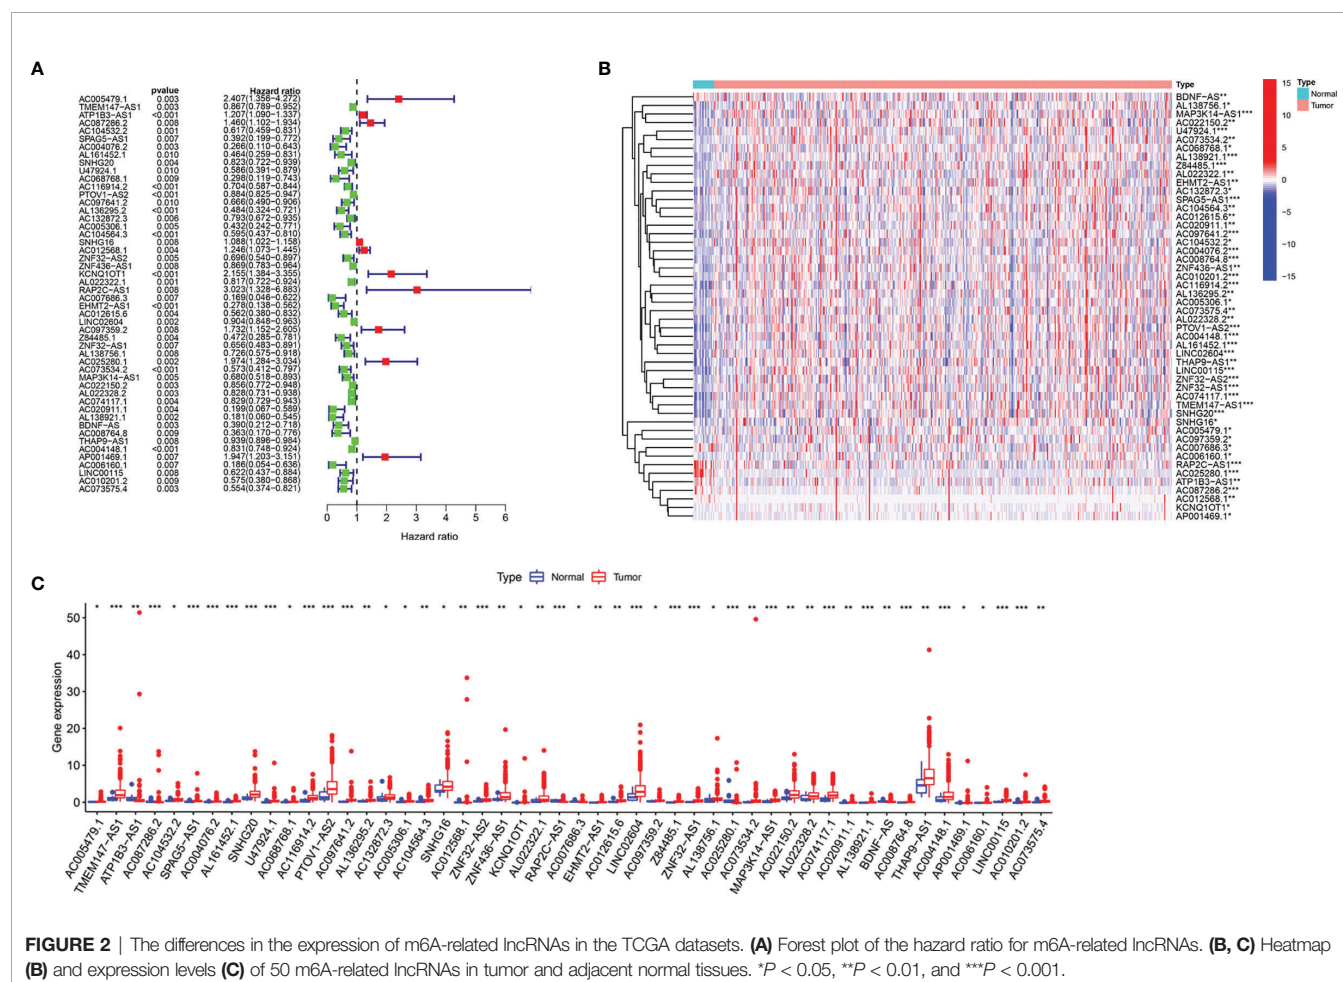 A
pvalue Hazard ratio
AC005479.1 0.003 2.407(1.356−4.272)
TMEM147−AS1 0.003 0.867(0.789−0.952)
ATP1B3−AS1 <0.001 1.207(1.090−1.337)
AC087286.2 0.008 1.460(1.102−1.934)
AC104532.2 0.001 0.617(0.459−0.831)
SPAG5−AS1 0.007 0.392(0.199−0.772)
AC004076.2 0.003 0.266(0.110−0.643)
AL161452.1 0.010 0.464(0.259−0.831)
SNHG20 0.004 0.823(0.722−0.939)
U47924.1 0.010 0.586(0.391−0.879)
AC068768.1 0.009 0.298(0.119−0.743)
AC116914.2 <0.001 0.704(0.587−0.844)
PTOV1−AS2 <0.001 0.884(0.825−0.947)
AC097641.2 0.010 0.666(0.490−0.906)
AL136295.2 <0.001 0.484(0.324−0.721)
AC132872.3 0.006 0.793(0.672−0.935)
AC005306.1 0.005 0.432(0.242−0.771)
AC104564.3 <0.001 0.595(0.437−0.810)
SNHG16 0.008 1.088(1.022−1.158)
AC012568.1 0.004 1.246(1.073−1.445)
ZNF32−AS2 0.005 0.696(0.540−0.897)
ZNF436−AS1 0.008 0.869(0.783−0.964)
KCNQ1OT1 <0.001 2.155(1.384−3.355)
AL022322.1 0.001 0.817(0.722−0.924)
RAP2C−AS1 0.008 3.023(1.328−6.883)
AC007686.3 0.007 0.169(0.046−0.622)
EHMT2−AS1 <0.001 0.278(0.138−0.562)
AC012615.6 0.004 0.562(0.380−0.832)
LINC02604 0.002 0.904(0.848−0.963)
AC097359.2 0.008 1.732(1.152−2.605)
Z84485.1 0.004 0.472(0.285−0.781)
ZNF32−AS1 0.007 0.656(0.483−0.891)
AL138756.1 0.008 0.726(0.575−0.918)
AC025280.1 0.002 1.974(1.284−3.034)
AC073534.2 <0.001 0.573(0.412−0.797)
MAP3K14−AS1 0.005 0.680(0.518−0.893)
AC022150.2 0.003 0.856(0.772−0.948)
AL022328.2 0.003 0.828(0.731−0.938)
AC074117.1 0.004 0.829(0.729−0.943)
AC020911.1 0.004 0.199(0.067−0.589)
AL138921.1 0.002 0.181(0.060−0.545)
BDNF−AS 0.003 0.390(0.212−0.718)
AC008764.8 0.009 0.363(0.170−0.776)
THAP9−AS1 0.008 0.939(0.896−0.984)
AC004148.1 <0.001 0.831(0.748−0.924)
AP001469.1 0.007 1.947(1.203−3.151)
AC006160.1 0.007 0.186(0.054−0.636)
LINC00115 0.008 0.622(0.437−0.884)
AC010201.2 0.009 0.575(0.380−0.868)
AC073575.4 0.003 0.554(0.374−0.821)
0 1 2 3 4 5 6
Hazard ratio
B
Type
BDNF−AS**
AL138756.1*
MAP3K14−AS1***
AC022150.2**
U47924.1***
AC073534.2**
AC068768.1*
AL138921.1***
Z84485.1***
AL022322.1**
EHMT2−AS1**
AC132872.3*
SPAG5−AS1***
AC104564.3**
AC012615.6**
AC020911.1**
AC097641.2**
AC104532.2*
AC004076.2***
AC008764.8***
ZNF436−AS1**
AC010201.2***
AC116914.2***
AL136295.2**
AC005306.1*
AC073575.4**
AL022328.2**
PTOV1−AS2***
AC004148.1***
AL161452.1***
LINC02604***
THAP9−AS1**
LINC00115***
ZNF32−AS2***
ZNF32−AS1***
AC074117.1***
TMEM147−AS1***
SNHG20***
SNHG16*
AC005479.1*
AC097359.2*
AC007686.3*
AC006160.1*
RAP2C−AS1***
AC025280.1***
ATP1B3−AS1**
AC087286.2***
AC012568.1**
KCNQ1OT1*
AP001469.1*
15
10
5
0
−5
−10
−15
Type
Normal
Tumor
C
Type Normal Tumor
* *** ** *** * *** *** *** *** *** * *** *** *** ** * * ** * ** *** ** * ** *** * ** ** *** * *** *** * *** ** *** ** ** *** ** *** ** *** ** *** * * *** *** **
Gene expression
50
40
30
20
10
0
AC005479.1
TMEM147−AS1
ATP1B3−AS1
AC087286.2
AC104532.2
SPAG5−AS1
AC004076.2
AL161452.1
SNHG20
U47924.1
AC068768.1
AC116914.2
PTOV1−AS2
AC097641.2
AL136295.2
AC132872.3
AC005306.1
AC104564.3
SNHG16
AC012568.1
ZNF32−AS2
ZNF436−AS1
KCNQ1OT1
AL022322.1
RAP2C−AS1
AC007686.3
EHMT2−AS1
AC012615.6
LINC02604
AC097359.2
Z84485.1
ZNF32−AS1
AL138756.1
AC025280.1
AC073534.2
MAP3K14−AS1
AC022150.2
AL022328.2
AC074117.1
AC020911.1
AL138921.1
BDNF−AS
AC008764.8
THAP9−AS1
AC004148.1
AP001469.1
AC006160.1
LINC00115
AC010201.2
AC073575.4
FIGURE 2 | The differences in the expression of m6A-related lncRNAs in the TCGA datasets. (A) Forest plot of the hazard ratio for m6A-related lncRNAs. (B, C) Heatmap
(B) and expression levels (C) of 50 m6A-related lncRNAs in tumor and adjacent normal tissues. *P < 0.05, **P < 0.01, and ***P < 0.001.